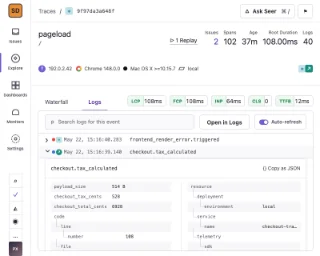 SD
Traces / 9797da3a648f
Ask Seer ⌘ /
pageload
/
1 Replay
Issues Spans Age Root Duration Logs
2 102 37m 108.00ms 40
192.0.2.42 Chrome 148.0.0 Mac OS X >=10.15.7
Issues
Explore
Dashboards
Monitors
Settings
Waterfall Logs
LCP 108ms FCP 108ms INP 64ms CLS 0 TTFB 12ms
Search logs for this event
Open in Logs
Auto-refresh
May 22, 15:16:40,203 frontend_render_error.triggered
May 22, 15:16:39,140 checkout.tax_calculated
checkout.tax_calculated
Copy as JSON
payload_size 514 B
checkout_tax_cents 528
checkout_total_cents
code
line
number 108
file
resource
deployment
environment local
service
name checkout-tra…
telemetry
sdk